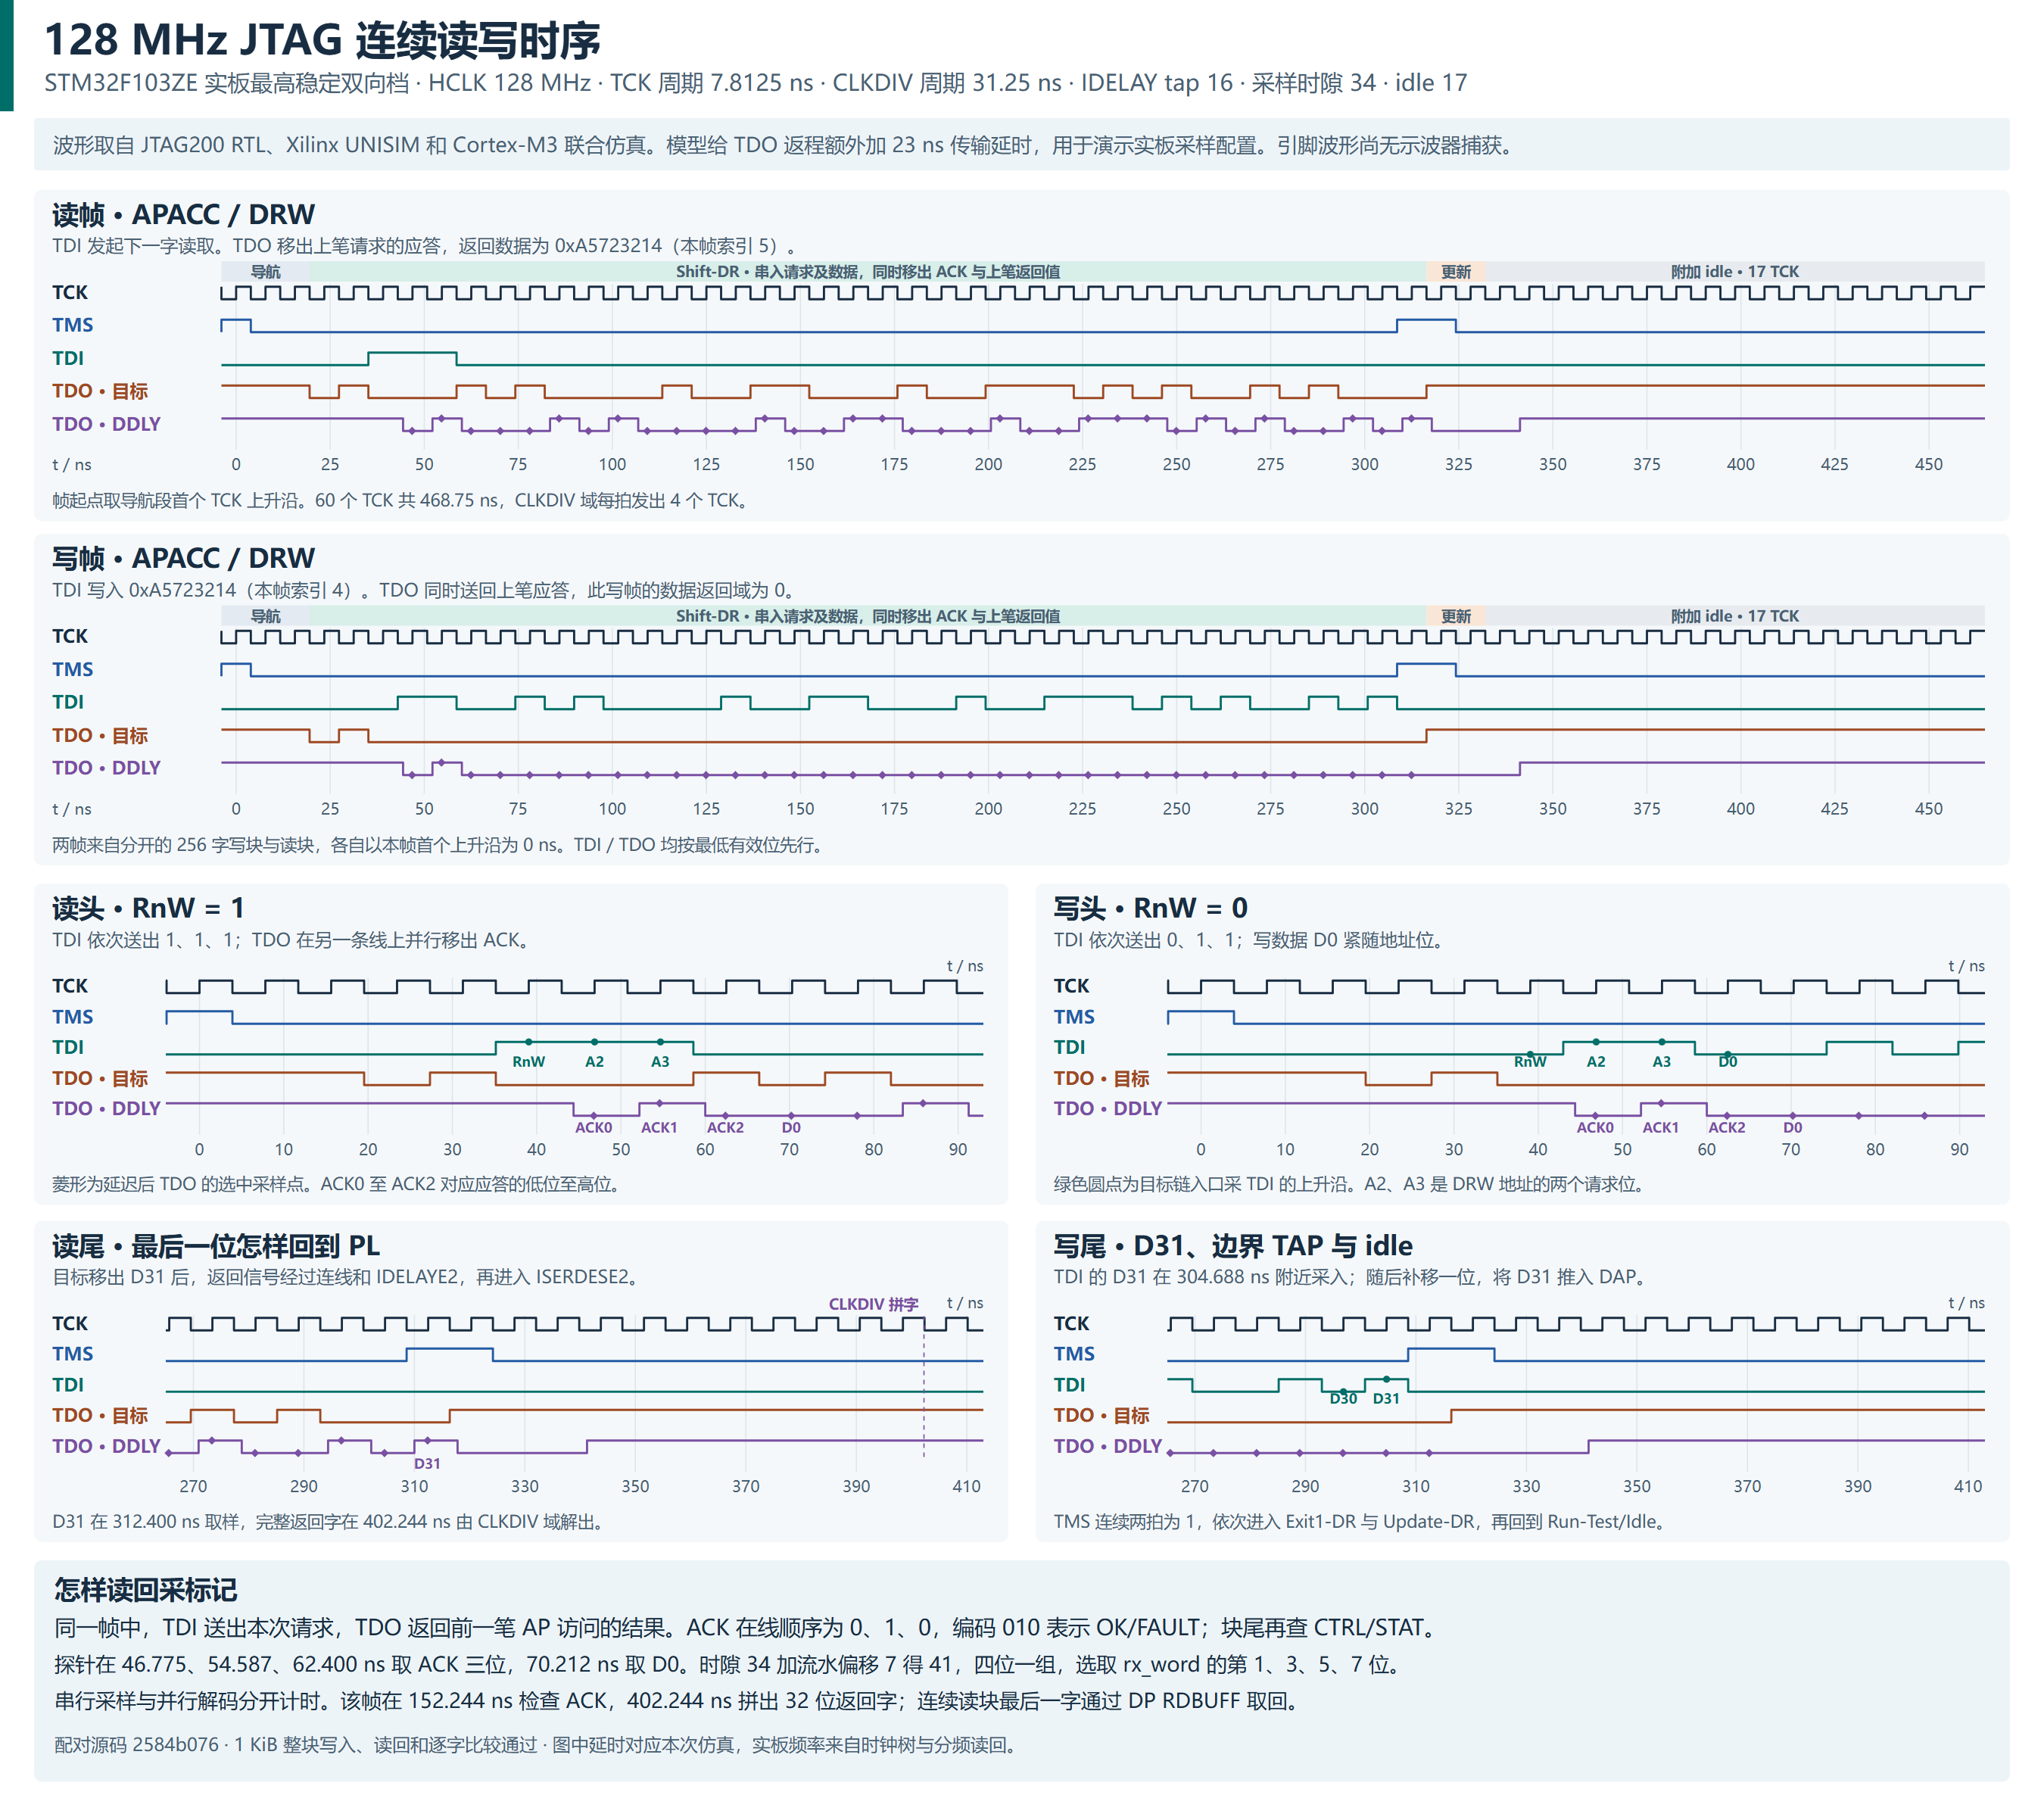 128 MHz JTAG 连续读写时序
STM32F103ZE 实板最高稳定双向档 · HCLK 128 MHz · TCK 周期 7.8125 ns · CLKDIV 周期 31.25 ns · IDELAY tap 16 · 采样时隙 34 · idle 17
波形取自 JTAG200 RTL、Xilinx UNISIM 和 Cortex-M3 联合仿真。模型给 TDO 返程额外加 23 ns 传输延时，用于演示实板采样配置。引脚波形尚无示波器捕获。
读帧 • APACC / DRW
TDI 发起下一字读取。TDO 移出上笔请求的应答，返回数据为 0xA5723214（本帧索引 5）。
导航 Shift-DR • 串入请求及数据，同时移出 ACK 与上笔返回值 更新 附加 idle • 17 TCK
TCK
TMS
TDI
TDO • 目标
TDO • DDLY
t / ns 0 25 50 75 100 125 150 175 200 225 250 275 300 325 350 375 400 425 450
帧起点取导航段首个 TCK 上升沿。60 个 TCK 共 468.75 ns，CLKDIV 域每拍发出 4 个 TCK。
写帧 • APACC / DRW
TDI 写入 0xA5723214（本帧索引 4）。TDO 同时送回上笔应答，此写帧的数据返回域为 0。
导航 Shift-DR • 串入请求及数据，同时移出 ACK 与上笔返回值 更新 附加 idle • 17 TCK
TCK
TMS
TDI
TDO • 目标
TDO • DDLY
t / ns 0 25 50 75 100 125 150 175 200 225 250 275 300 325 350 375 400 425 450
两帧来自分开的 256 字写块与读块，各自以本帧首个上升沿为 0 ns。TDI / TDO 均按最低有效位先行。
读头 • RnW = 1
TDI 依次送出 1、1、1；TDO 在另一条线上并行移出 ACK。
t / ns
TCK
TMS
TDI
RnW A2 A3
TDO • 目标
TDO • DDLY
ACK0 ACK1 ACK2 D0
0 10 20 30 40 50 60 70 80 90
菱形为延迟后 TDO 的选中采样点。ACK0 至 ACK2 对应应答的低位至高位。
写头 • RnW = 0
TDI 依次送出 0、1、1；写数据 D0 紧随地址位。
t / ns
TCK
TMS
TDI
RnW A2 A3 D0
TDO • 目标
TDO • DDLY
ACK0 ACK1 ACK2 D0
0 10 20 30 40 50 60 70 80 90
绿色圆点为目标链入口采 TDI 的上升沿。A2、A3 是 DRW 地址的两个请求位。
读尾 • 最后一位怎样回到 PL
目标移出 D31 后，返回信号经过连线和 IDELAYE2，再进入 ISERDESE2。
CLKDIV 拼字 t / ns
TCK
TMS
TDI
TDO • 目标
TDO • DDLY
D31
270 290 310 330 350 370 390 410
D31 在 312.400 ns 取样，完整返回字在 402.244 ns 由 CLKDIV 域解出。
写尾 • D31、边界 TAP 与 idle
TDI 的 D31 在 304.688 ns 附近采入；随后补移一位，将 D31 推入 DAP。
t / ns
TCK
TMS
TDI
D30 D31
TDO • 目标
TDO • DDLY
270 290 310 330 350 370 390 410
TMS 连续两拍为 1，依次进入 Exit1-DR 与 Update-DR，再回到 Run-Test/Idle。
怎样读回采标记
同一帧中，TDI 送出本次请求，TDO 返回前一笔 AP 访问的结果。ACK 在线顺序为 0、1、0，编码 010 表示 OK/FAULT；块尾再查 CTRL/STAT。
探针在 46.775、54.587、62.400 ns 取 ACK 三位，70.212 ns 取 D0。时隙 34 加流水偏移 7 得 41，四位一组，选取 rx_word 的第 1、3、5、7 位。
串行采样与并行解码分开计时。该帧在 152.244 ns 检查 ACK，402.244 ns 拼出 32 位返回字；连续读块最后一字通过 DP RDBUFF 取回。
配对源码 2584b076 · 1 KiB 整块写入、读回和逐字比较通过 · 图中延时对应本次仿真，实板频率来自时钟树与分频读回。